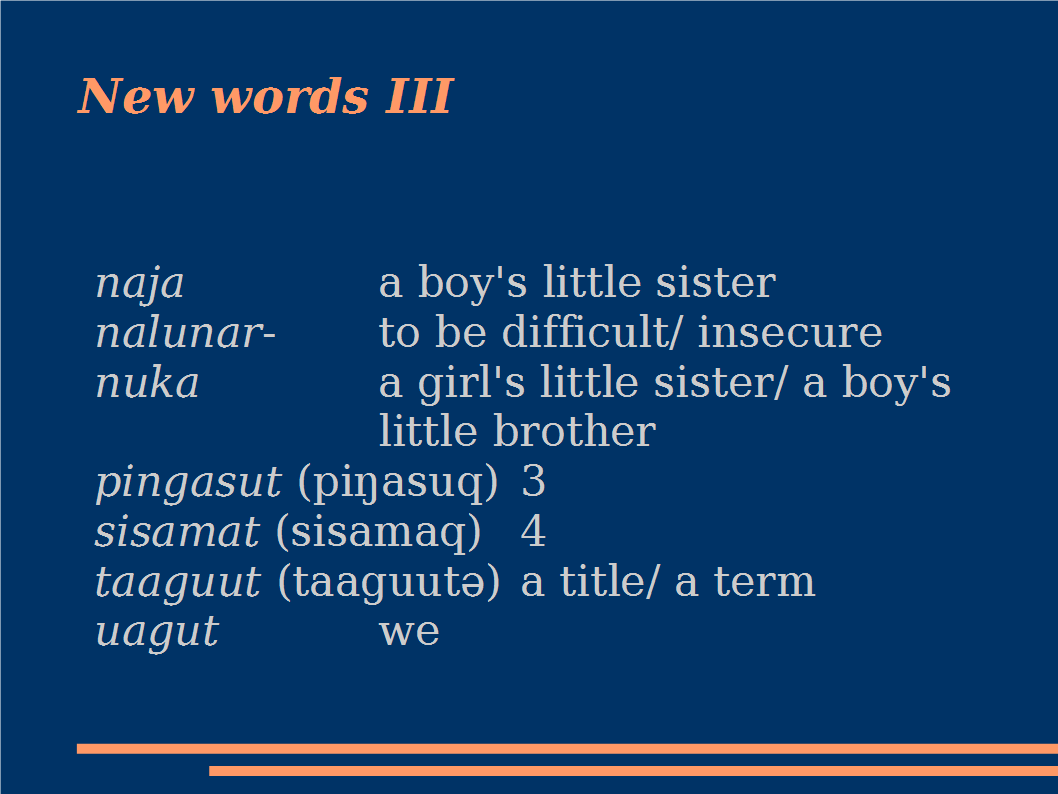 New words III
naja a boy's little sister
nalunar- to be difficult/ insecure
nuka a girl's little sister/ a boy's
little brother
pingasut (piŋasuq) 3
sisamat (sisamaq) 4
taaguut (taaguutə) a title/ a term
uagut we